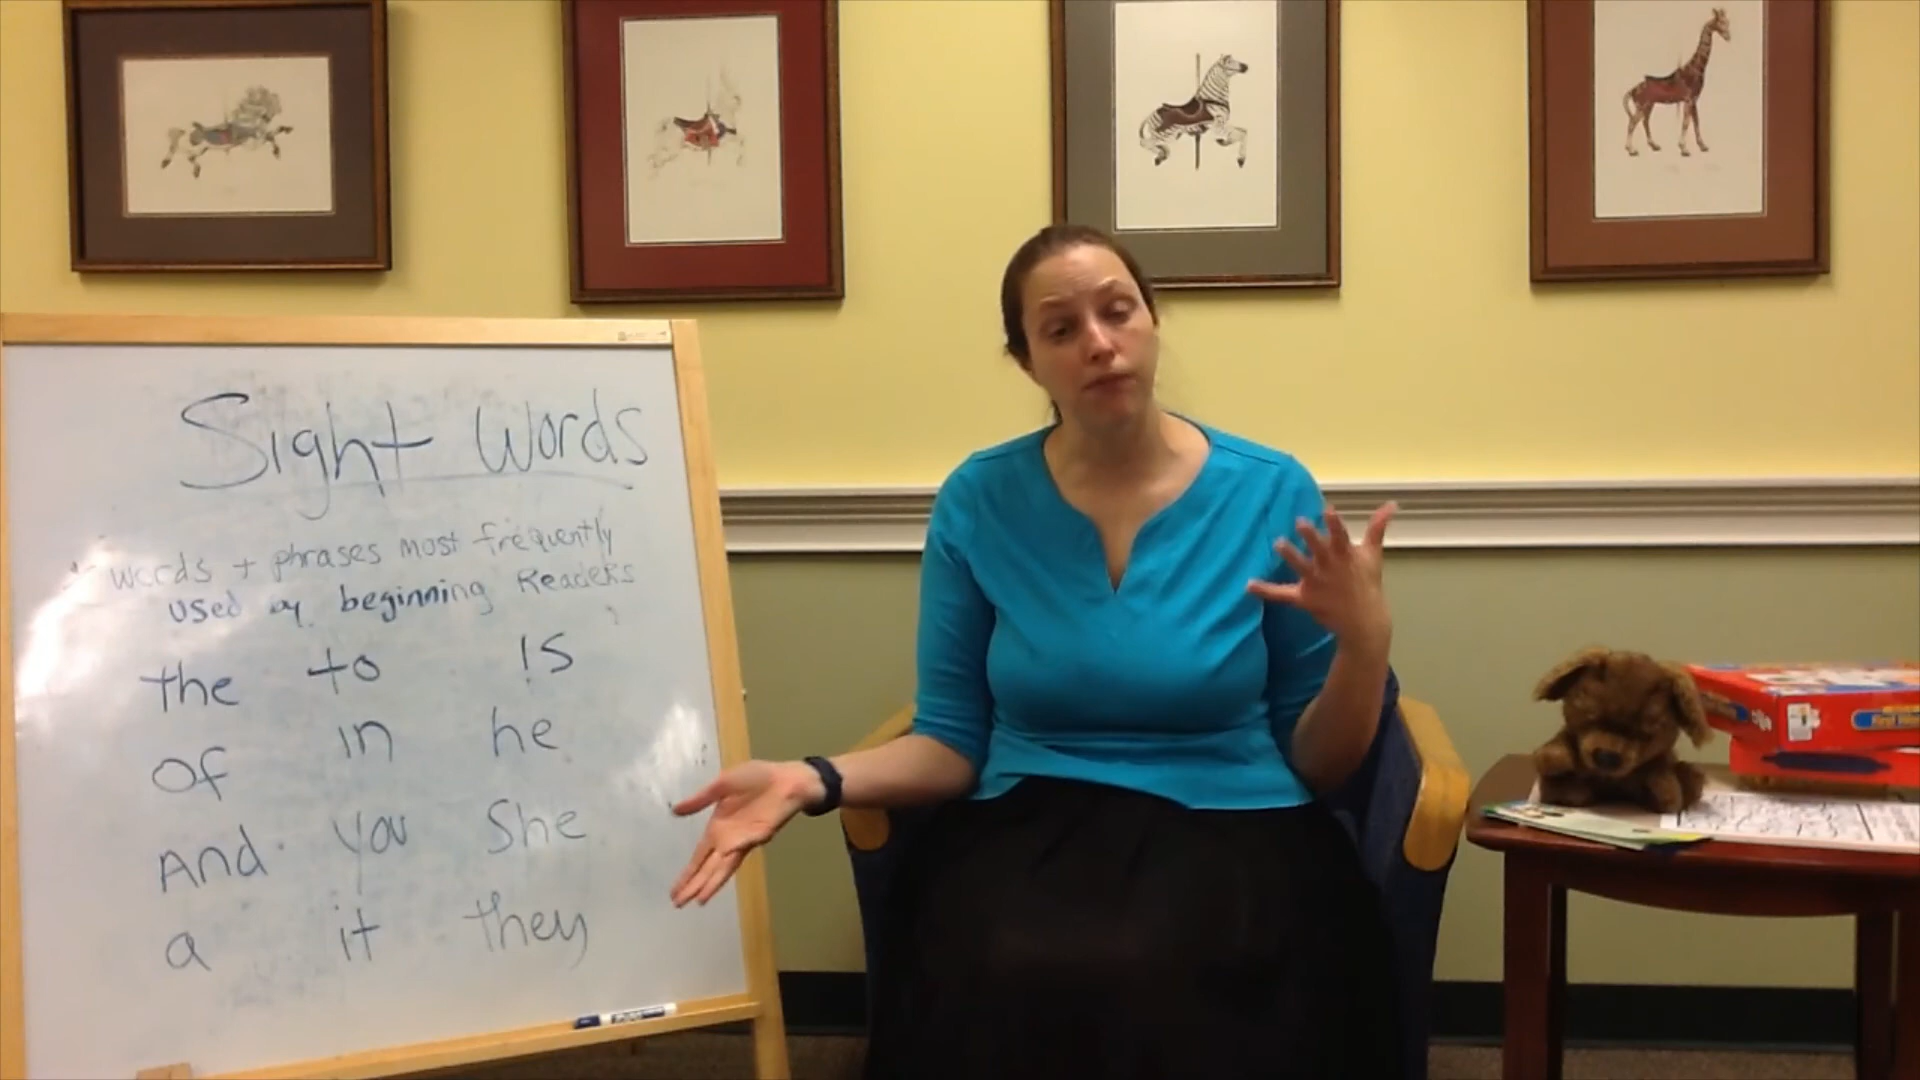 Sight Words
words + phrases most frequently
used by beginning Readers
the to is
of in he
And you She
a it they
First